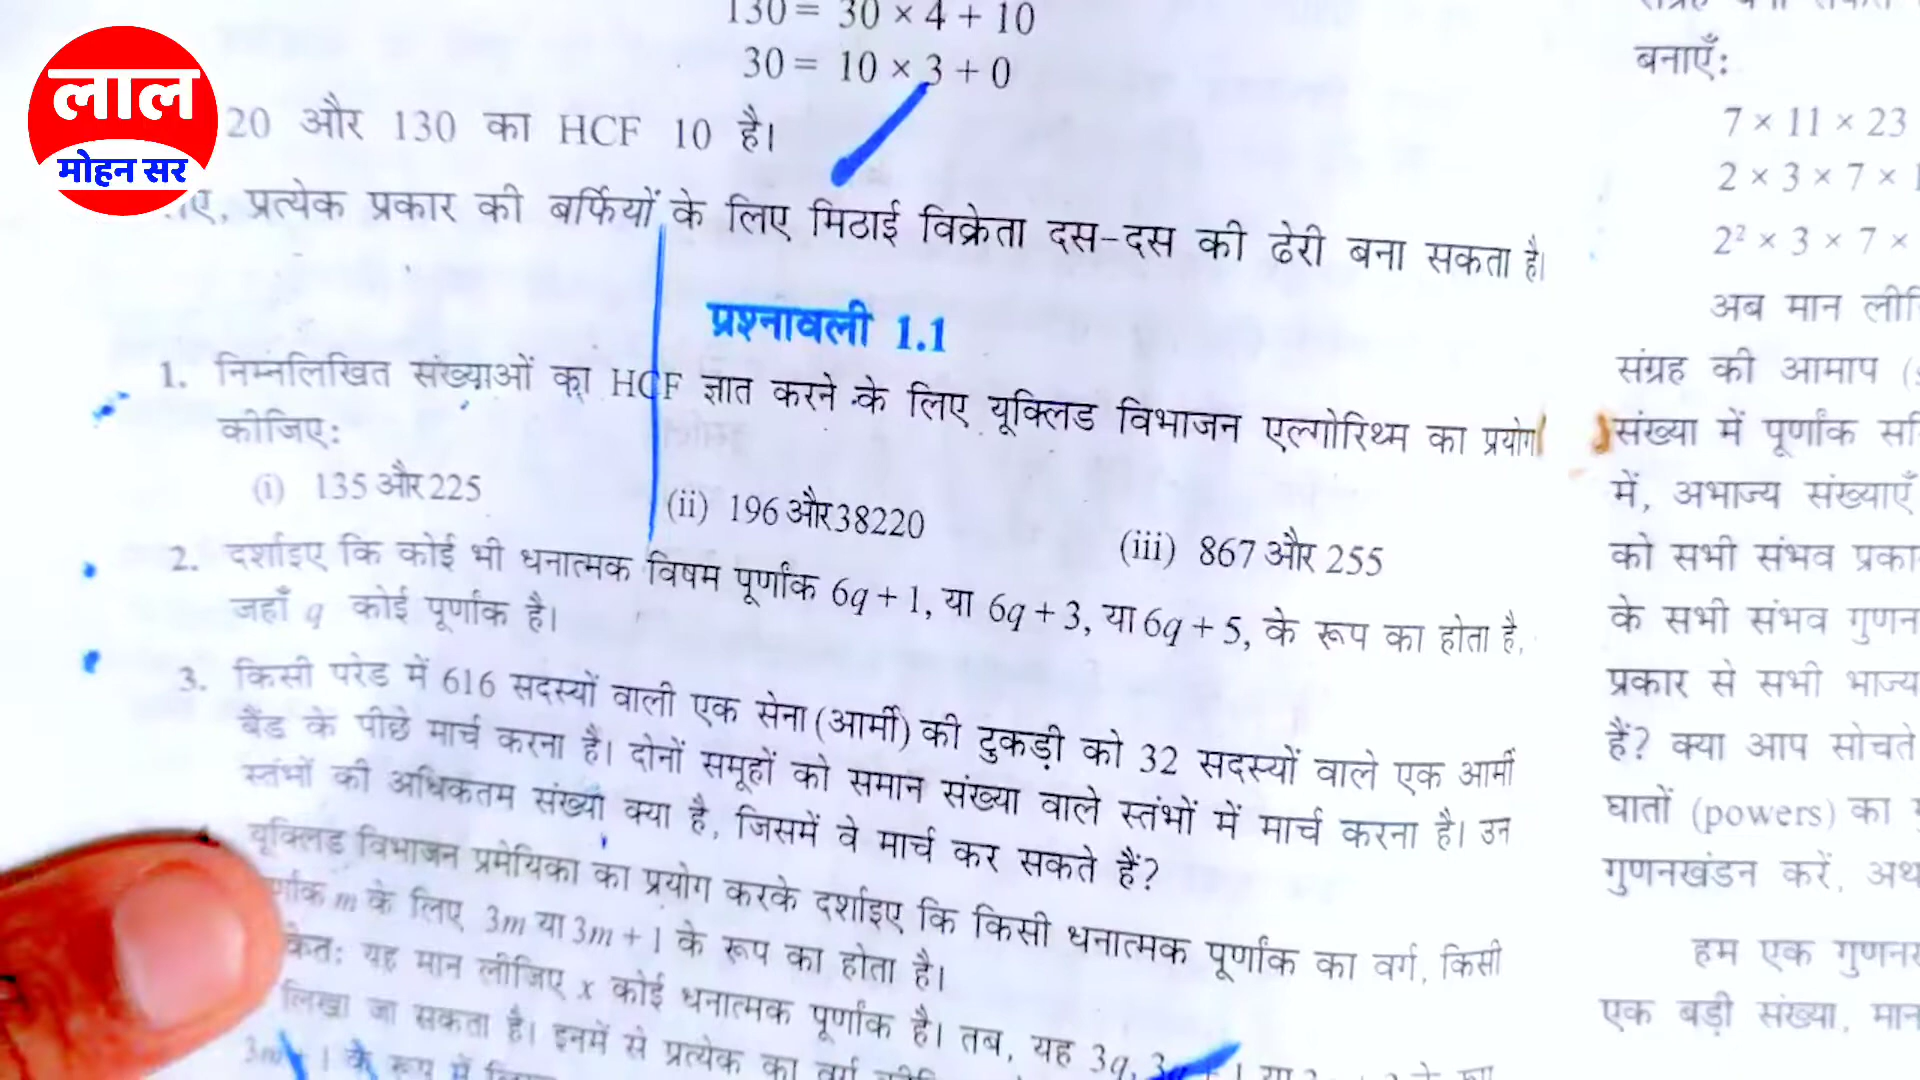 लाल
मोहन सर
130 = 30 × 4 + 10
30 = 10 × 3 + 0
20 और 130 का HCF 10 है।
प्रत्येक प्रकार की बर्फियों के लिए मिठाई विक्रेता दस-दस की ढेरी बना सकता है।
प्रश्नावली 1.1
1. निम्नलिखित संख्याओं का HCF ज्ञात करने के लिए यूक्लिड विभाजन एल्गोरिथ्म का प्रयोग
कीजिए:
(i) 135 और 225 (ii) 196 और 38220 (iii) 867 और 255
2. दर्शाइए कि कोई भी धनात्मक विषम पूर्णांक 6q + 1, या 6q + 3, या 6q + 5, के रूप का होता है,
जहाँ q कोई पूर्णांक है।
3. किसी परेड में 616 सदस्यों वाली एक सेना (आर्मी) की टुकड़ी को 32 सदस्यों वाले एक आर्मी
बैंड के पीछे मार्च करना है। दोनों समूहों को समान संख्या वाले स्तंभों में मार्च करना है। उन
स्तंभों की अधिकतम संख्या क्या है, जिसमें वे मार्च कर सकते हैं?
यूक्लिड विभाजन प्रमेयिका का प्रयोग करके दर्शाइए कि किसी धनात्मक पूर्णांक का वर्ग, किसी
m के लिए 3m या 3m + 1 के रूप का होता है।
यह मान लीजिए x कोई धनात्मक पूर्णांक है। तब, यह 3q,
लिखा जा सकता है। इनमें से प्रत्येक का वर्ग
के रूप में
बनाएँ:
7 × 11 × 23
2 × 3 × 7 ×
2² × 3 × 7 ×
अब मान
संग्रह की आमाप
संख्या में पूर्णांक
में, अभाज्य संख्याएँ
को सभी संभव
के सभी संभव
प्रकार से सभी भाज्य
हैं? क्या आप सोचते
घातों (powers) का
गुणनखंडन करें,
हम एक
एक बड़ी संख्या,